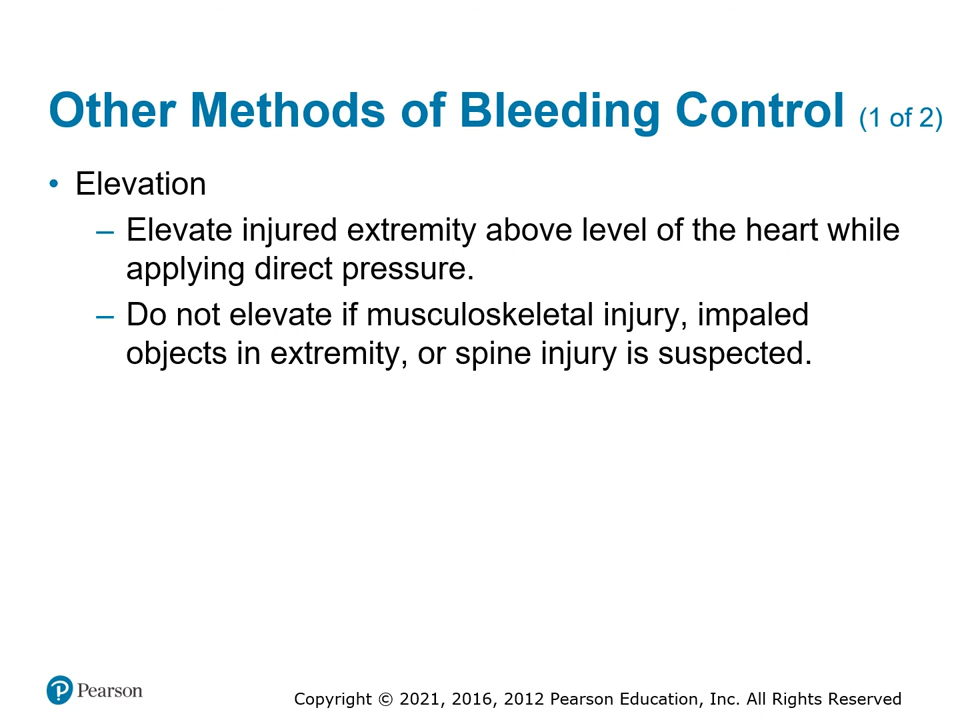 Other Methods of Bleeding Control (1 of 2)
• Elevation
– Elevate injured extremity above level of the heart while
applying direct pressure.
– Do not elevate if musculoskeletal injury, impaled
objects in extremity, or spine injury is suspected.
P Pearson
Copyright © 2021, 2016, 2012 Pearson Education, Inc. All Rights Reserved